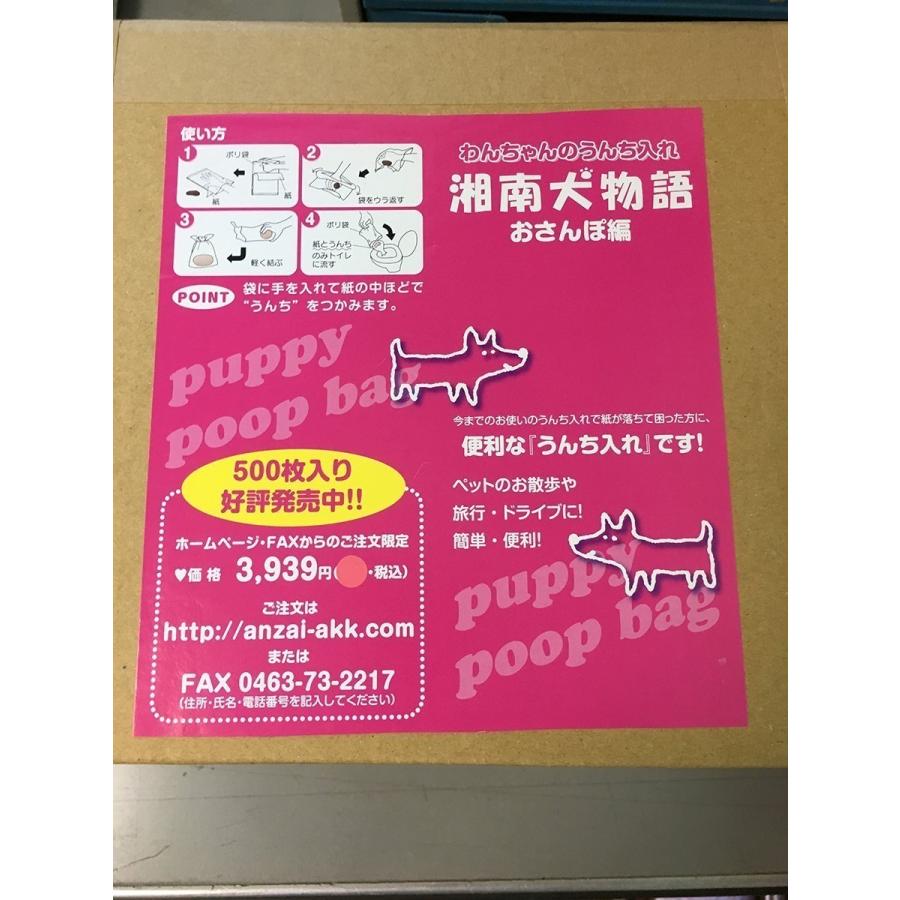 使い方
1
ポリ袋
紙
紙
2
袋をウラ返す
3
軽く結ぶ
4
ポリ袋
紙とうんち
のみトイレ
に流す
POINT
袋に手を入れて紙の中ほどで
“うんち”をつかみます。
puppy
poop bag
500枚入り
好評発売中!!
ホームページ・FAXからのご注文限定
♥価格 3,939円(・税込)
ご注文は
http://anzai-akk.com
または
FAX 0463-73-2217
(住所・氏名・電話番号を記入してください)
わんちゃんのうんち入れ
湘南犬物語
おさんぽ編
今までのお使いのうんち入れで紙が落ちて困った方に、
便利な『うんち入れ』です!
ペットのお散歩や
旅行・ドライブに!
簡単・便利!
puppy
poop bag